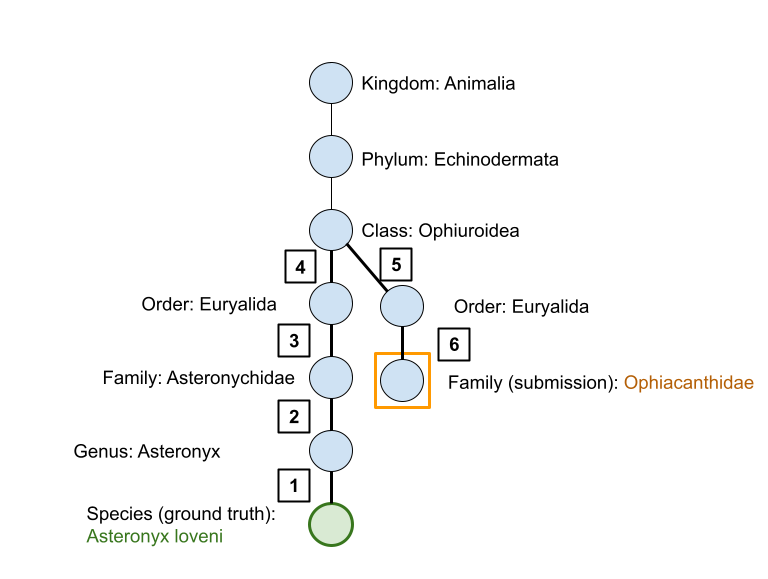 Kingdom: Animalia
Phylum: Echinodermata
Class: Ophiuroidea
4
5
Order: Euryalida
Order: Euryalida
3
6
Family: Asteronychidae
Family (submission): Ophiacanthidae
2
Genus: Asteronyx
1
Species (ground truth):
Asteronyx loveni